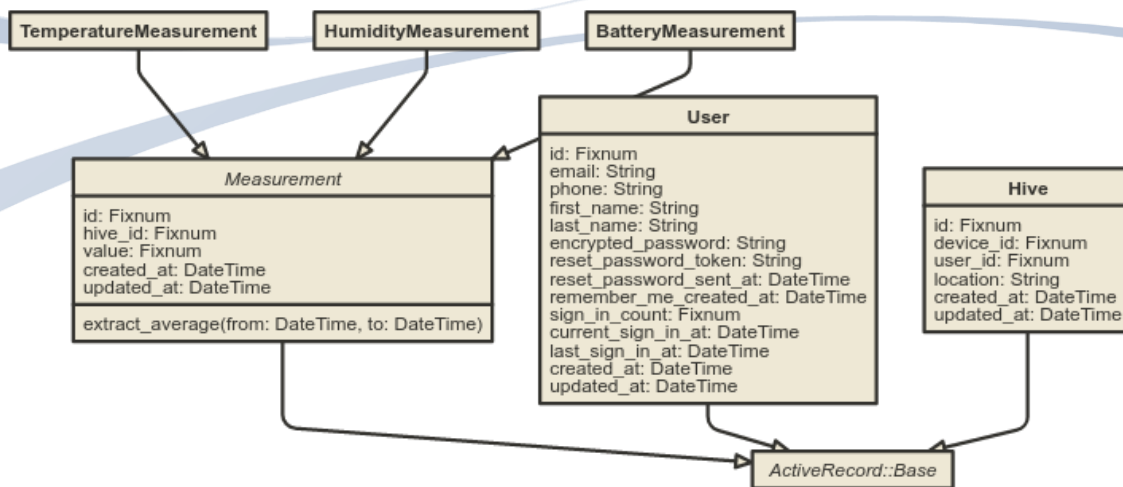 TemperatureMeasurement
HumidityMeasurement
BatteryMeasurement
Measurement
id: Fixnum
hive_id: Fixnum
value: Fixnum
created_at: DateTime
updated_at: DateTime
extract_average(from: DateTime, to: DateTime)
User
id: Fixnum
email: String
phone: String
first_name: String
last_name: String
encrypted_password: String
reset_password_token: String
reset_password_sent_at: DateTime
remember_me_created_at: DateTime
sign_in_count: Fixnum
current_sign_in_at: DateTime
last_sign_in_at: DateTime
created_at: DateTime
updated_at: DateTime
Hive
id: Fixnum
device_id: Fixnum
user_id: Fixnum
location: String
created_at: DateTime
updated_at: DateTime
ActiveRecord::Base